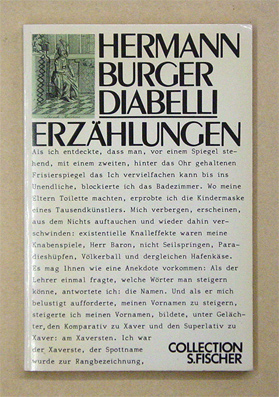 HERMANN
BURGER
DIABELLI
ERZÄHLUNGEN
Als ich entdeckte, dass man, vor einem Spiegel ste-
hend, mit einem zweiten, hinter das Ohr gehaltenen
Frisierspiegel das Ich vervielfachen kann bis ins
Unendliche, blockierte ich das Badezimmer. Wo meine
Eltern Toilette machten, erprobte ich die Kindermaske
eines Tausendkünstlers. Mich verbergen, erscheinen,
aus dem Nichts auftauchen und wieder dahin ver-
schwinden: existentielle Knalleffekte waren meine
Knabenspiele, Herr Baron, nicht Seilspringen, Para-
dieshüpfen, Völkerball und dergleichen Hafenkäse.
Es mag Ihnen wie eine Anekdote vorkommen: Als der
Lehrer einmal fragte, welche Wörter man steigern
könne, antwortete ich: die Namen. Und als er mich
belustigt aufforderte, meinen Vornamen zu steigern,
steigerte ich meinen Vornamen, bildete, unter Geläch-
ter, den Komparativ zu Xaver und den Superlativ zu
Xaver: am Xaversten. Ich war
der Xaverste, der Spottname
wurde zur Rangbezeichnung,
COLLECTION
S. FISCHER